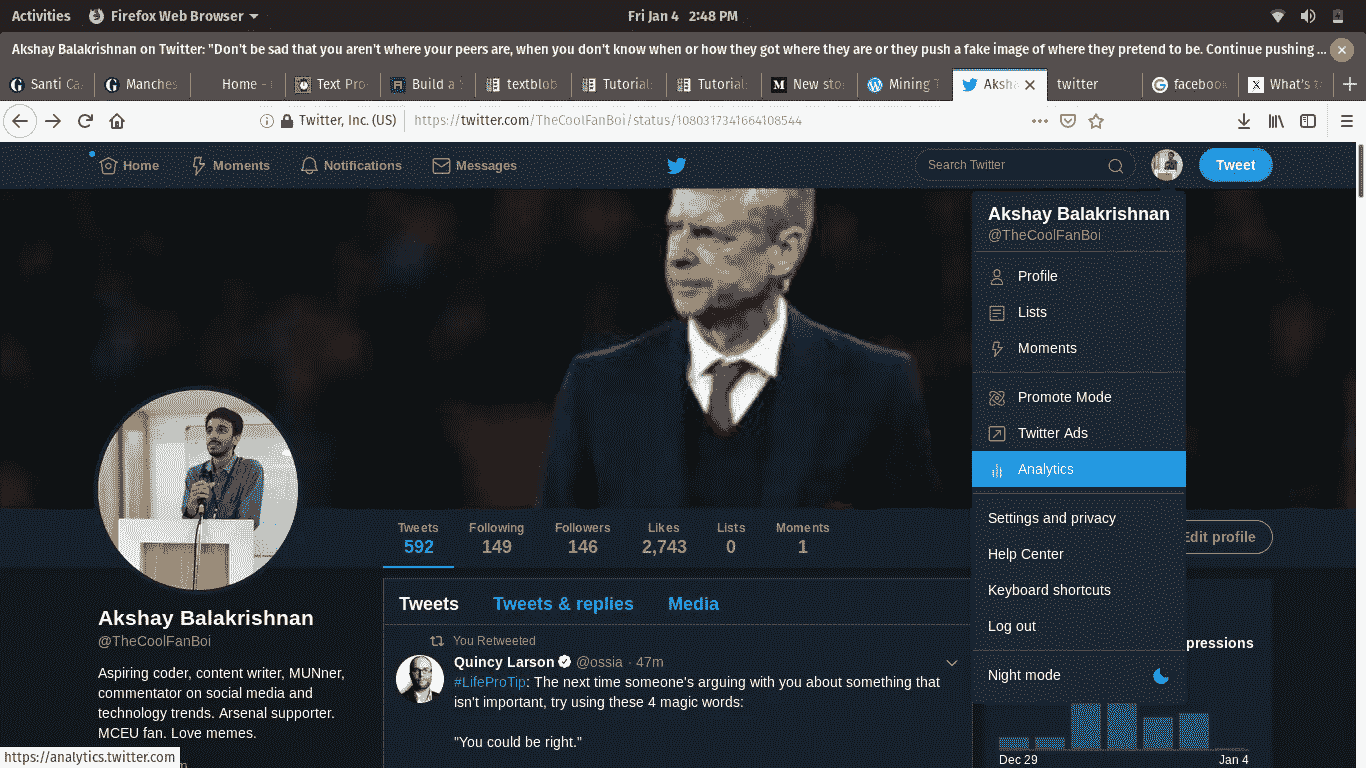 Activities Firefox Web Browser Fri Jan 4 2:48 PM
Akshay Balakrishnan on Twitter: "Don't be sad that you aren't where your peers are, when you don't know when or how they got where they are or they push a fake image of where they pretend to be. Continue pushing ...
Santi Ca Manches Home - Text Pro Build a textblob Tutorial: Tutorial: New sto Mining T Aksh twitter facebook What's
Twitter, Inc. (US) https://twitter.com/TheCoolFanBoi/status/1080317341664108544
Home Moments Notifications Messages Search Twitter Tweet
Akshay Balakrishnan
@TheCoolFanBoi
Profile
Lists
Moments
Promote Mode
Twitter Ads
Analytics
Settings and privacy
Help Center
Keyboard shortcuts
Log out
Night mode
Tweets Following Followers Likes Lists Moments
592 149 146 2,743 0 1
Edit profile
Tweets Tweets & replies Media
You Retweeted
Quincy Larson @ossia · 47m
#LifeProTip: The next time someone's arguing with you about something that
isn't important, try using these 4 magic words:
"You could be right."
Akshay Balakrishnan
@TheCoolFanBoi
Aspiring coder, content writer, MUNner,
commentator on social media and
technology trends. Arsenal supporter.
MCEU fan. Love memes.
pressions
Dec 29 Jan 4
https://analytics.twitter.com